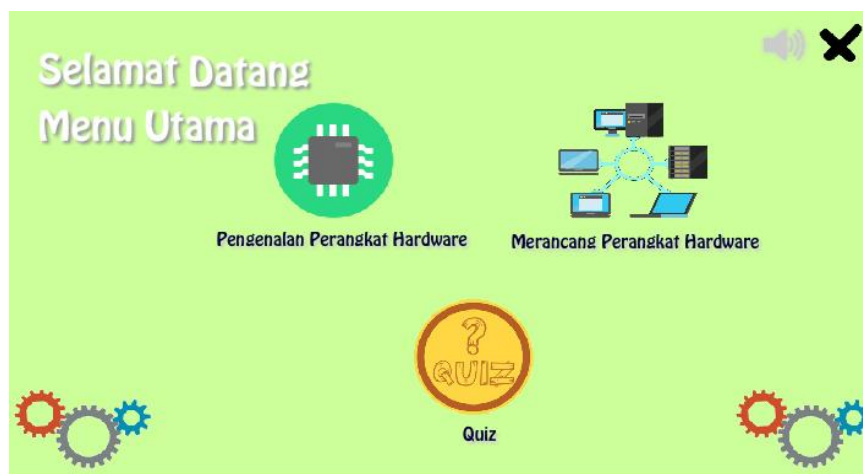 Selamat Datang
Menu Utama
Pengenalan Perangkat Hardware
Merancang Perangkat Hardware
?
QUIZ
Quiz